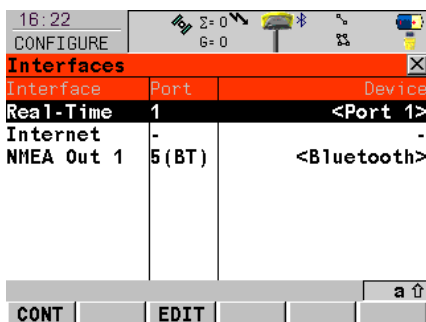 16:22
Σ= 0
CONFIGURE
G= 0
Interfaces
Interface Port Device
Real-Time 1 <Port 1>
Internet - -
NMEA Out 1 5(BT) <Bluetooth>
a ⇧
CONT EDIT